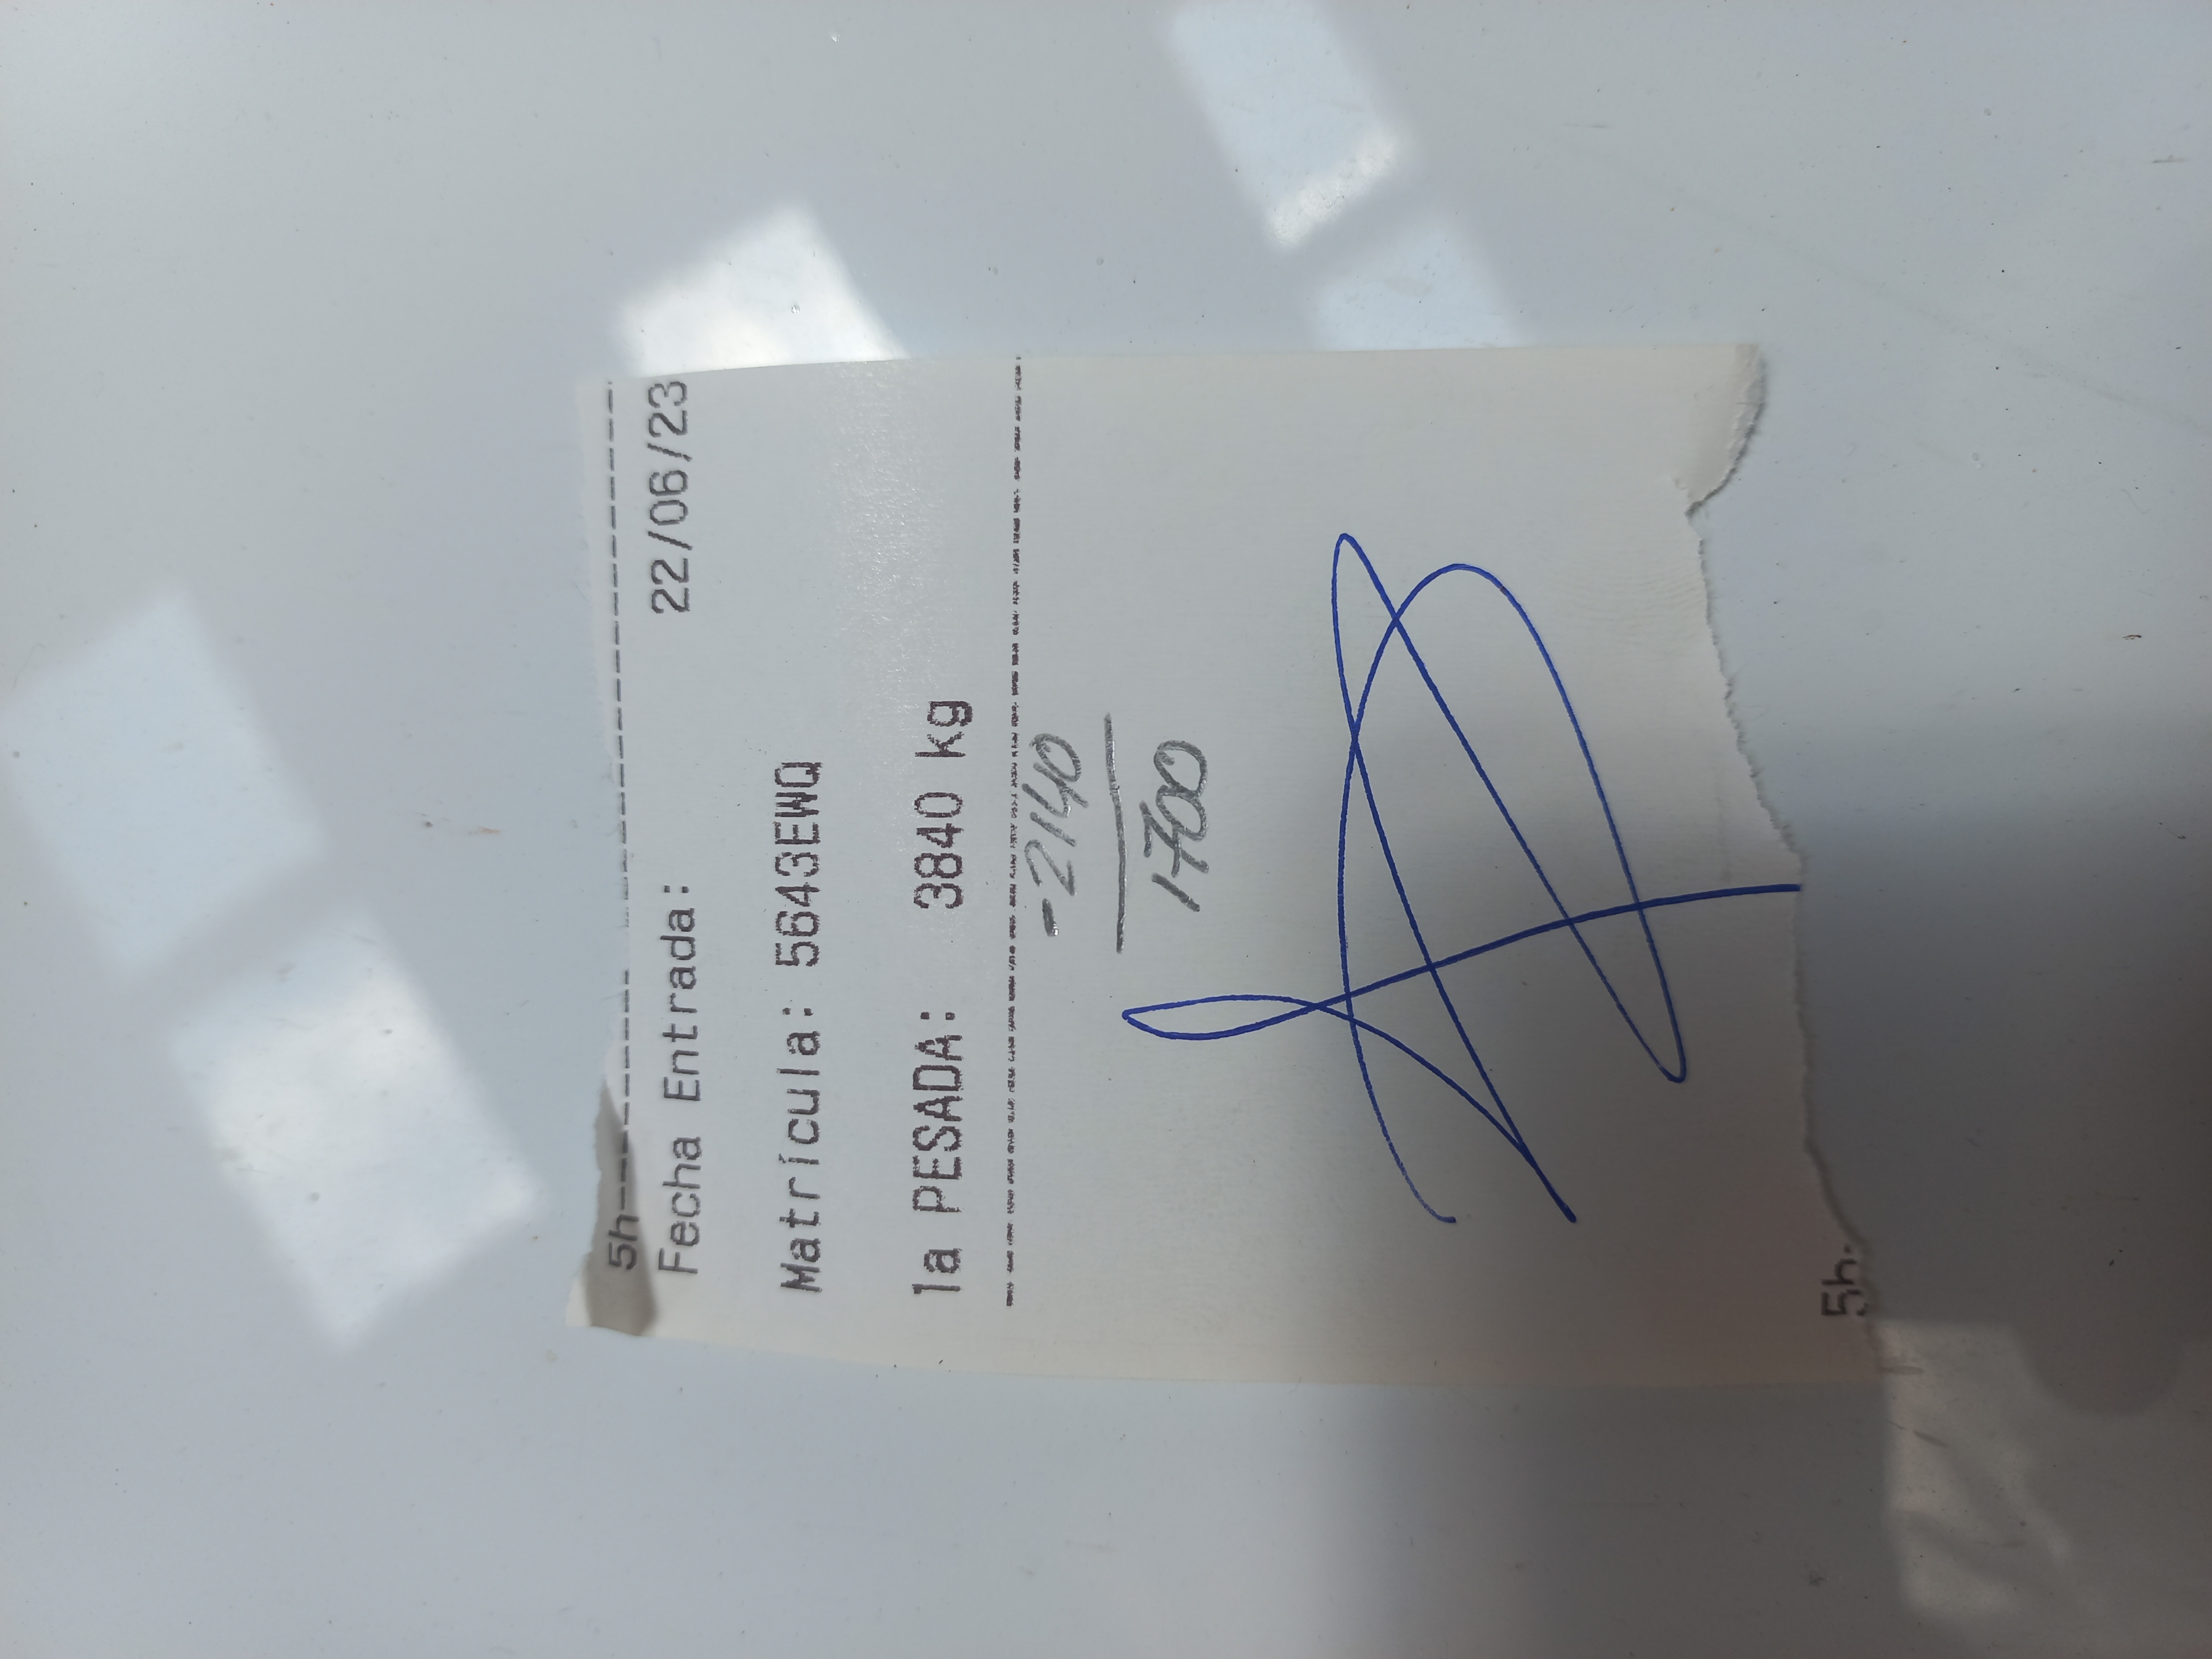 5h-----------------------------
Fecha Entrada: 22/06/23
Matrícula: 5643EWQ
1a PESADA: 3840 kg
-2140
1700
5h-